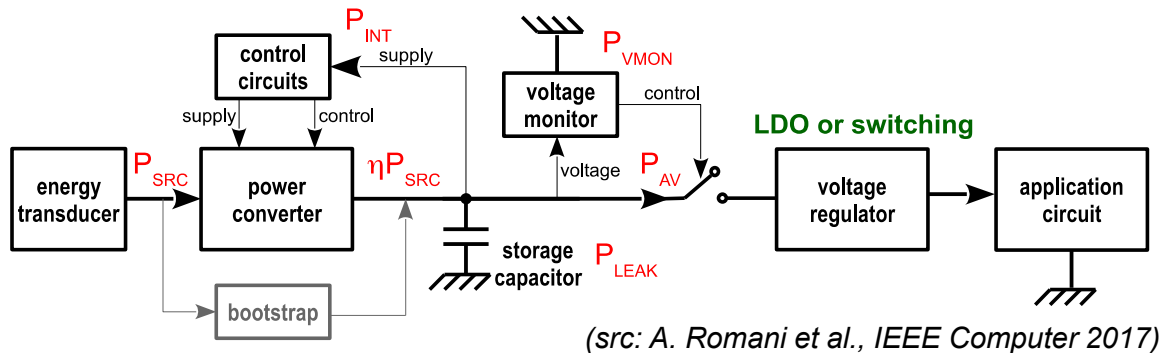 P_INT
control
circuits
supply
supply
control
P_VMON
voltage
monitor
control
voltage
LDO or switching
energy
transducer
P_SRC
power
converter
ηP_SRC
P_AV
voltage
regulator
application
circuit
storage
capacitor
P_LEAK
bootstrap
(src: A. Romani et al., IEEE Computer 2017)